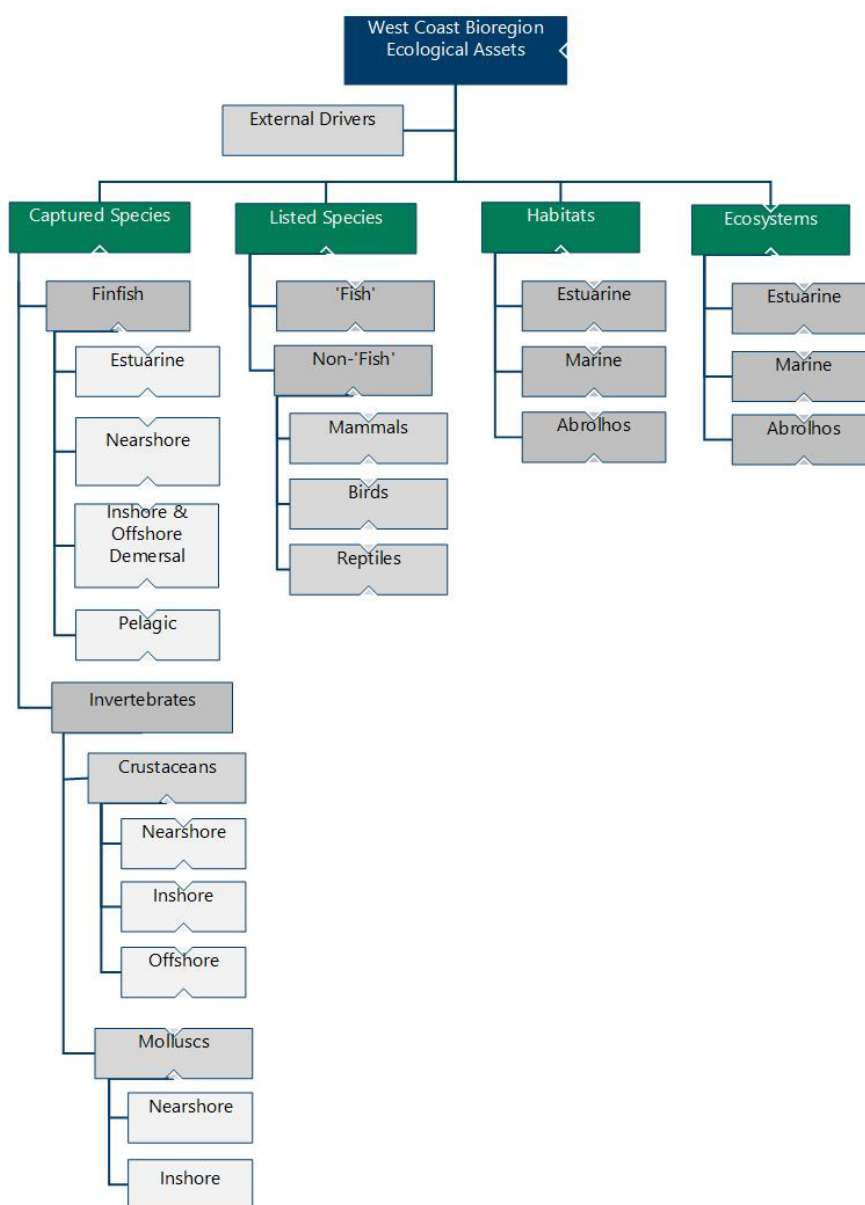 West Coast Bioregion
Ecological Assets
External Drivers
Captured Species
Finfish
Estuarine
Nearshore
Inshore &
Offshore
Demersal
Pelagic
Invertebrates
Crustaceans
Nearshore
Inshore
Offshore
Molluscs
Nearshore
Inshore
Listed Species
'Fish'
Non-'Fish'
Mammals
Birds
Reptiles
Habitats
Estuarine
Marine
Abrolhos
Ecosystems
Estuarine
Marine
Abrolhos